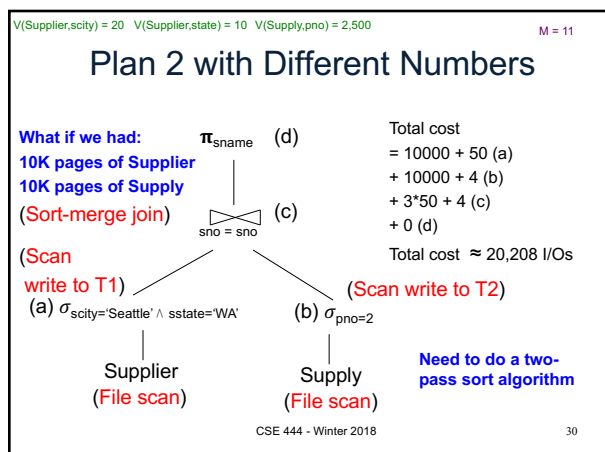 V(Supplier,scity) = 20 V(Supplier,state) = 10 V(Supply,pno) = 2,500
M = 11
Plan 2 with Different Numbers
What if we had:
10K pages of Supplier
10K pages of Supply
π sname (d)
Total cost
= 10000 + 50 (a)
+ 10000 + 4 (b)
+ 3*50 + 4 (c)
+ 0 (d)
Total cost ≈ 20,208 I/Os
(Sort-merge join)
(c)
sno = sno
(Scan
write to T1)
(a) σ scity=‘Seattle’ ∧ sstate=‘WA’
(Scan write to T2)
(b) σ pno=2
Supplier
(File scan)
Supply
(File scan)
Need to do a two-
pass sort algorithm
CSE 444 - Winter 2018
30